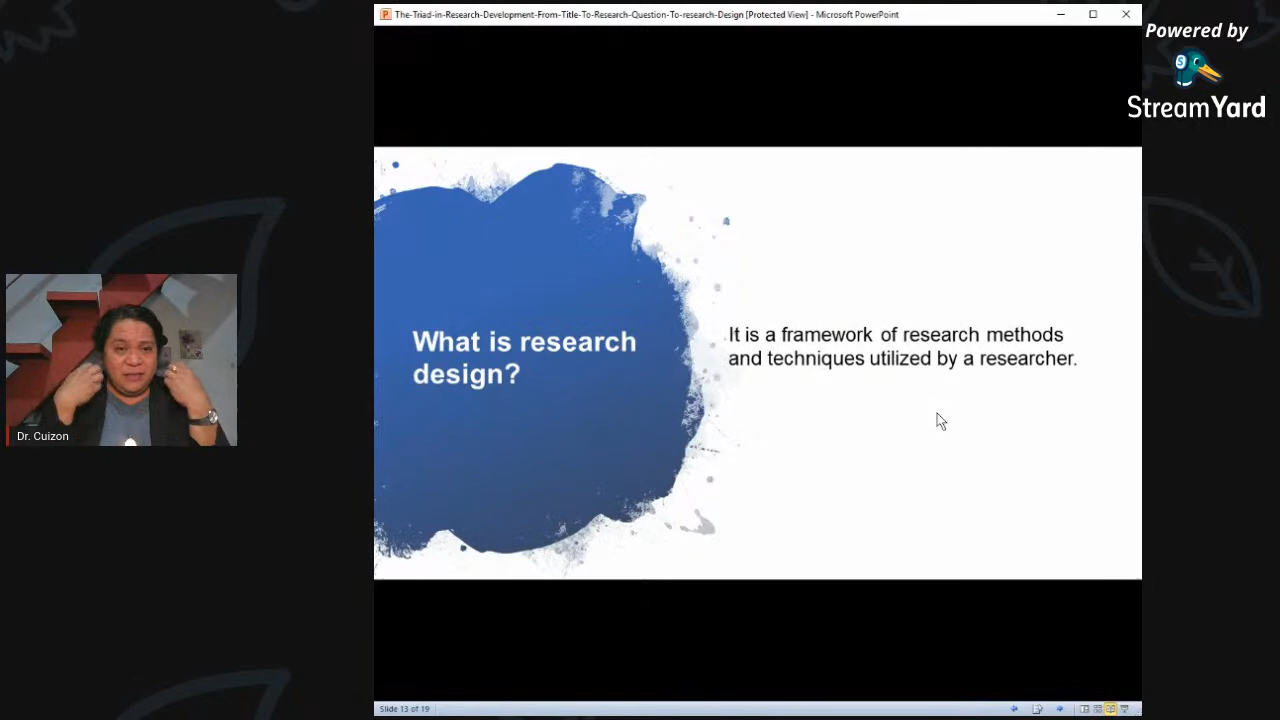 The-Triad-in-Research-Development-From-Title-To-Research-Question-To-research-Design [Protected View] - Microsoft PowerPoint
Powered by
StreamYard
What is research
design?
It is a framework of research methods
and techniques utilized by a researcher.
Dr. Cuizon
Slide 13 of 19